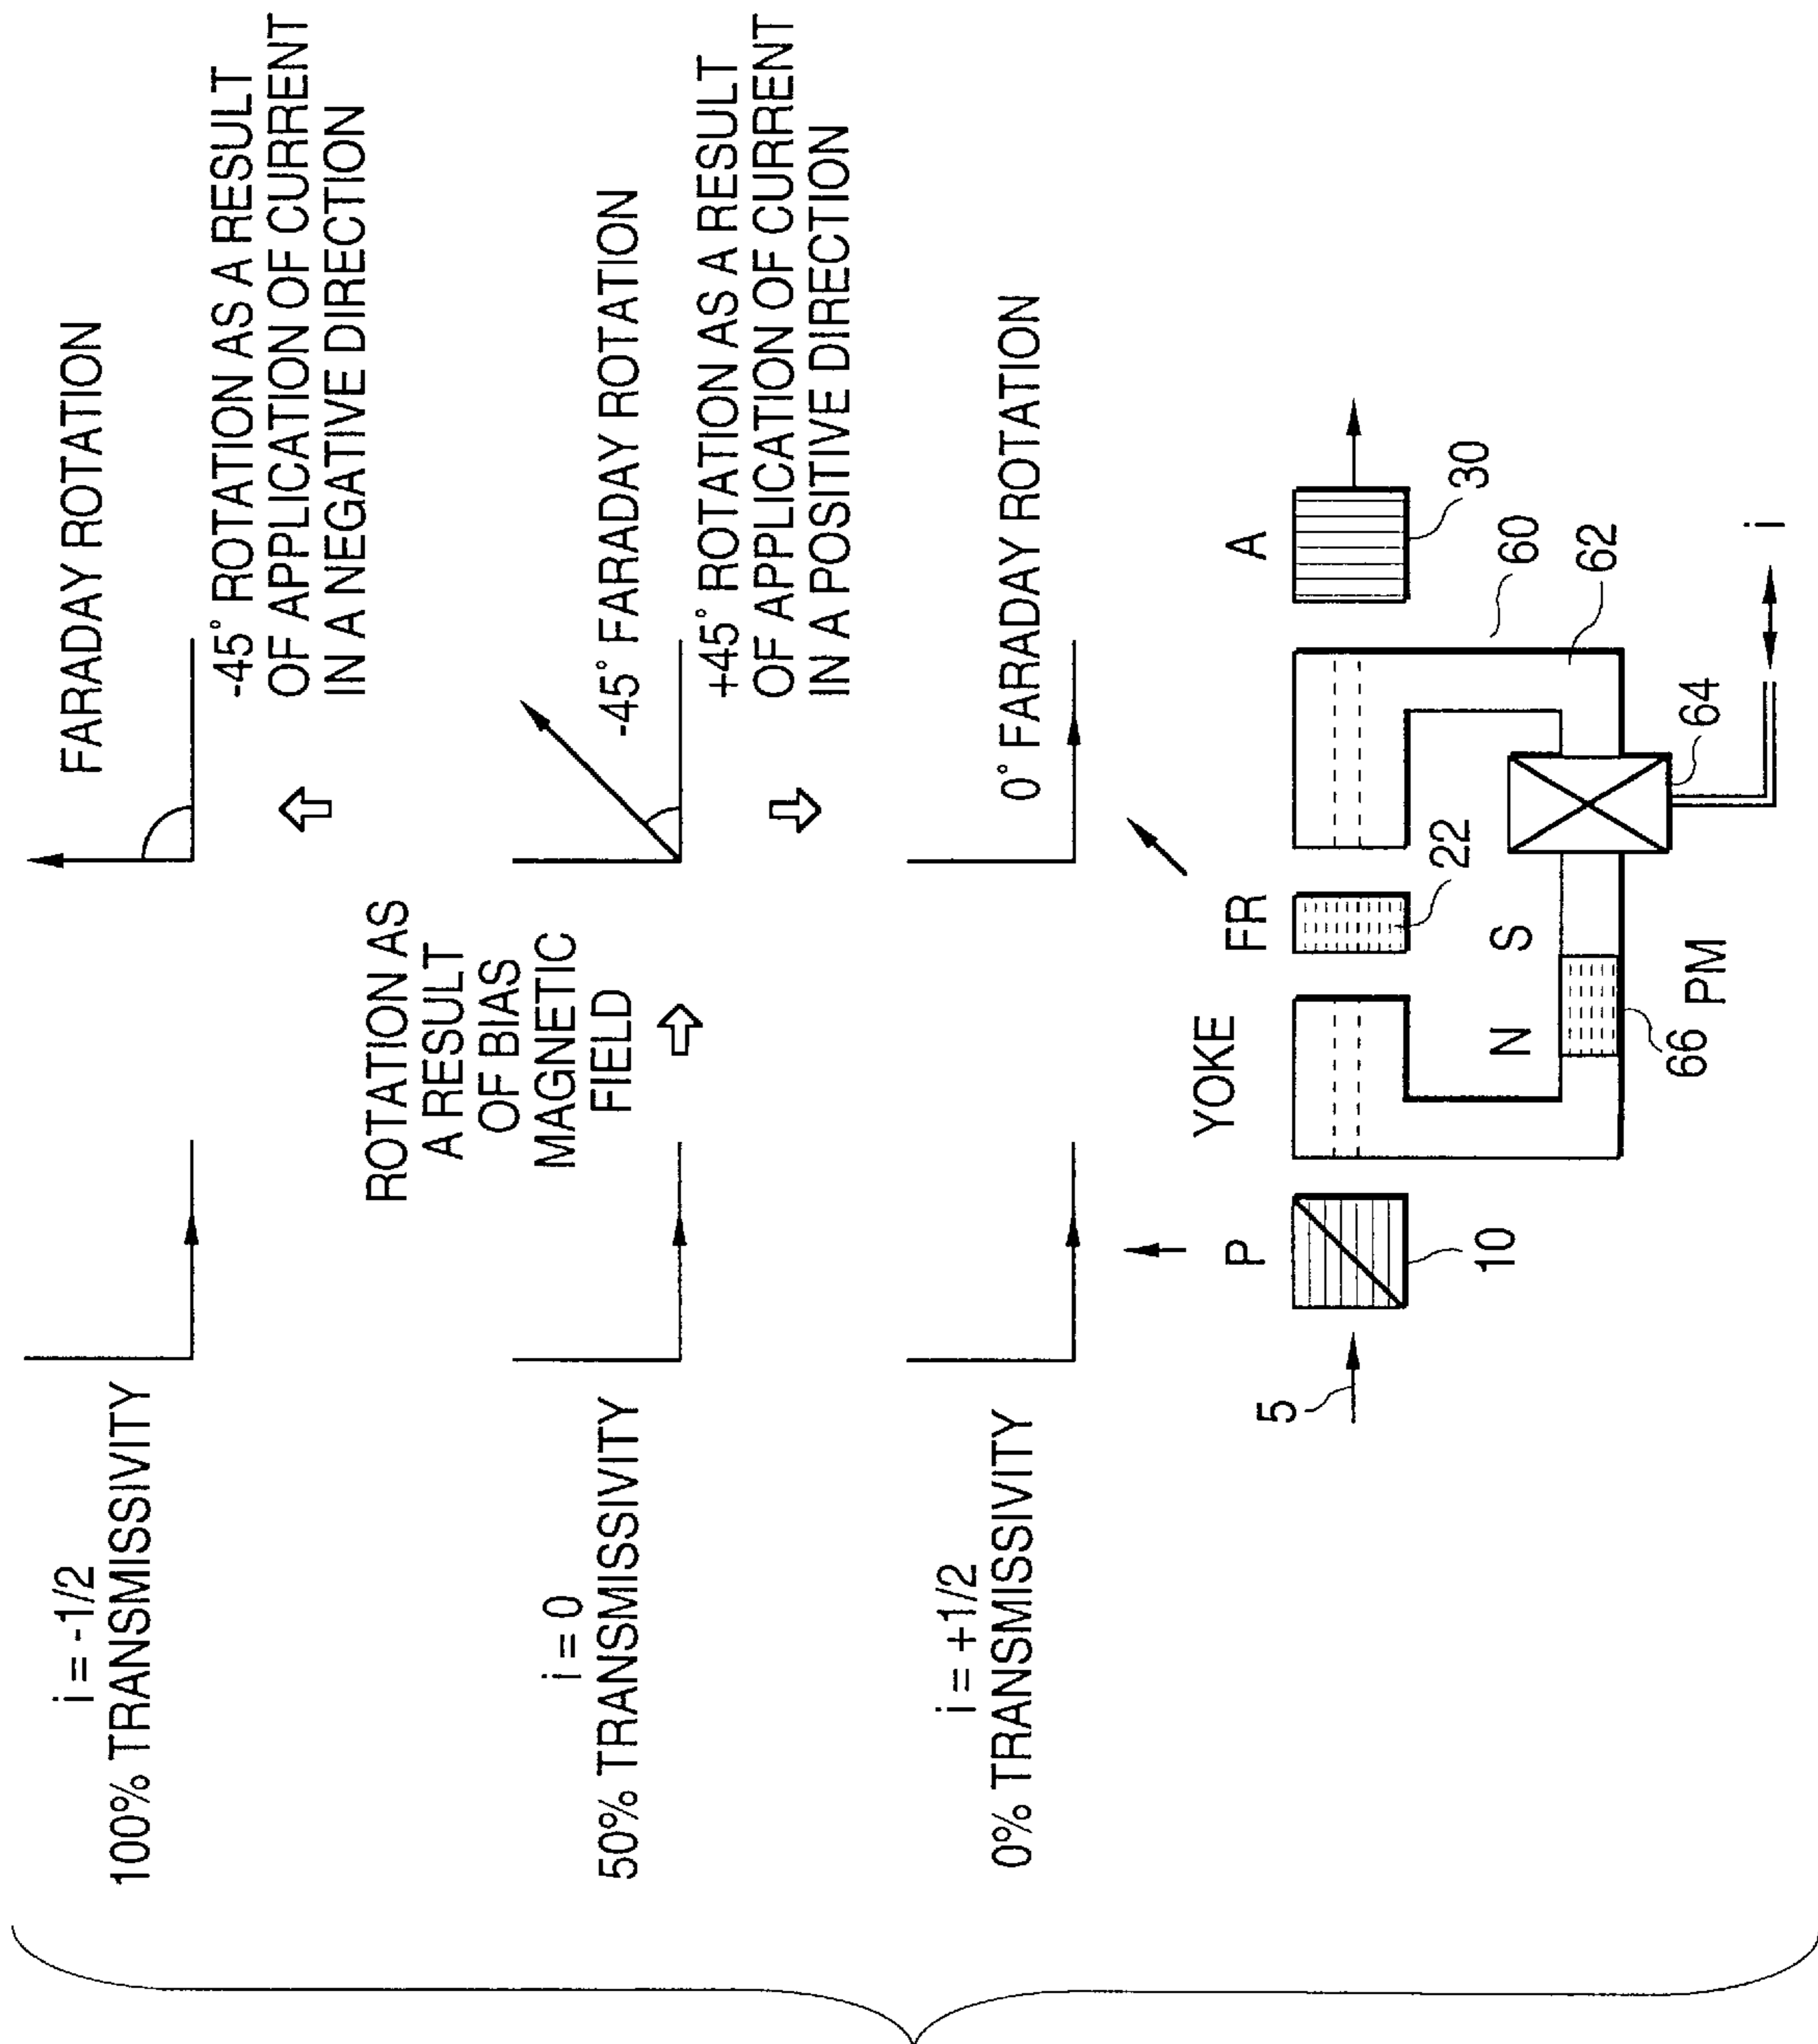 i = -1/2
100% TRANSMISSIVITY
FARADAY ROTATION
-45° ROTATION AS A RESULT
OF APPLICATION OF CURRENT
IN A NEGATIVE DIRECTION
ROTATION AS
A RESULT
OF BIAS
MAGNETIC
FIELD
i = 0
50% TRANSMISSIVITY
-45° FARADAY ROTATION
+45° ROTATION AS A RESULT
OF APPLICATION OF CURRENT
IN A POSITIVE DIRECTION
i = +1/2
0% TRANSMISSIVITY
0° FARADAY ROTATION
5
P
10
YOKE
FR
22
A
30
60
62
N
S
64
66
PM
i